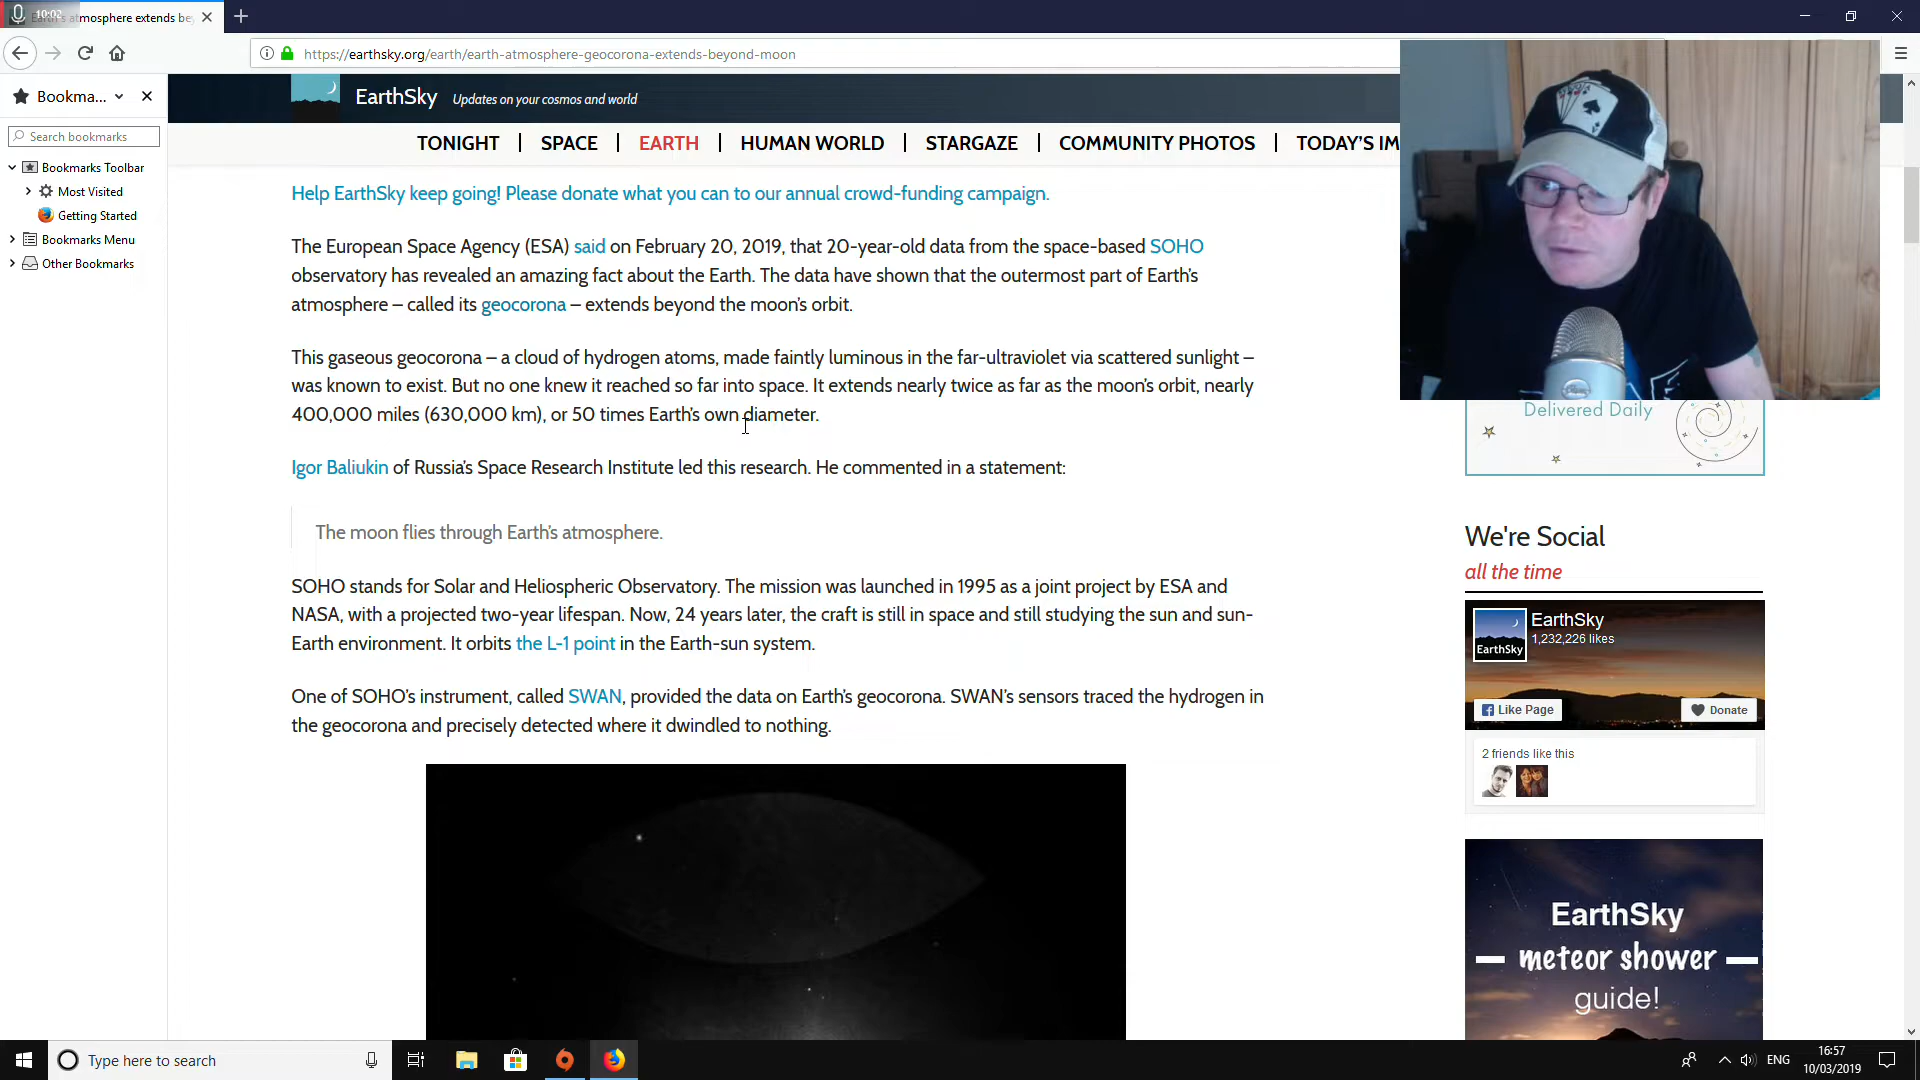 10:02
atmosphere extends be
https://earthsky.org/earth/earth-atmosphere-geocorona-extends-beyond-moon
Bookma...
Search bookmarks
Bookmarks Toolbar
Most Visited
Getting Started
Bookmarks Menu
Other Bookmarks
EarthSky Updates on your cosmos and world
TONIGHT | SPACE | EARTH | HUMAN WORLD | STARGAZE | COMMUNITY PHOTOS | TODAY'S IM
Help EarthSky keep going! Please donate what you can to our annual crowd-funding campaign.
The European Space Agency (ESA) said on February 20, 2019, that 20-year-old data from the space-based SOHO
observatory has revealed an amazing fact about the Earth. The data have shown that the outermost part of Earth's
atmosphere – called its geocorona – extends beyond the moon's orbit.
This gaseous geocorona – a cloud of hydrogen atoms, made faintly luminous in the far-ultraviolet via scattered sunlight –
was known to exist. But no one knew it reached so far into space. It extends nearly twice as far as the moon's orbit, nearly
400,000 miles (630,000 km), or 50 times Earth's own diameter.
Igor Baliukin of Russia's Space Research Institute led this research. He commented in a statement:
The moon flies through Earth's atmosphere.
SOHO stands for Solar and Heliospheric Observatory. The mission was launched in 1995 as a joint project by ESA and
NASA, with a projected two-year lifespan. Now, 24 years later, the craft is still in space and still studying the sun and sun-
Earth environment. It orbits the L-1 point in the Earth-sun system.
One of SOHO's instrument, called SWAN, provided the data on Earth's geocorona. SWAN's sensors traced the hydrogen in
the geocorona and precisely detected where it dwindled to nothing.
Delivered Daily
We're Social
all the time
EarthSky
EarthSky
1,232,226 likes
Like Page
Donate
2 friends like this
EarthSky
meteor shower
guide!
Type here to search
ENG
16:57
10/03/2019